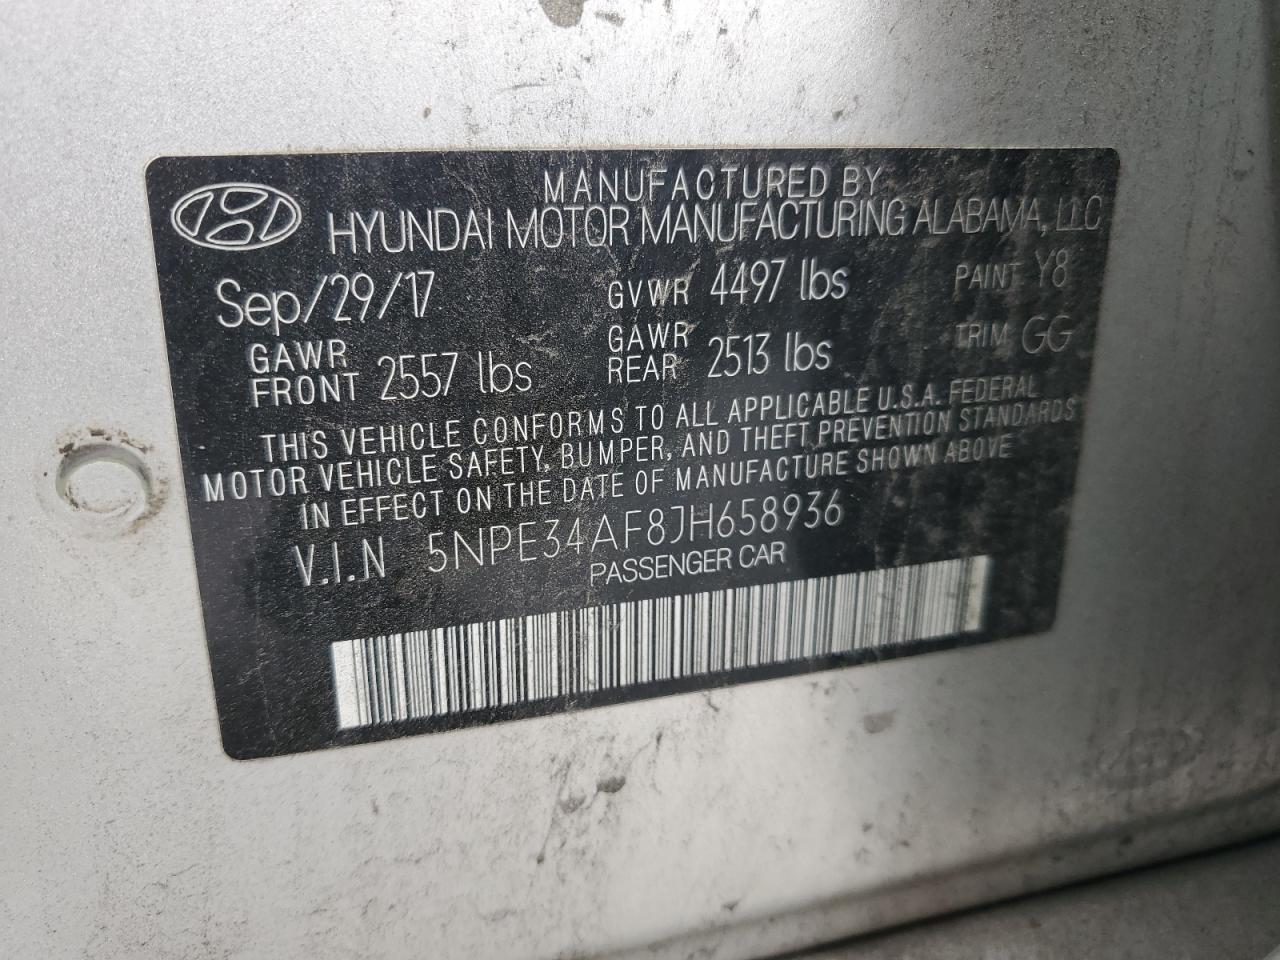 MANUFACTURED BY
HYUNDAI MOTOR MANUFACTURING ALABAMA, LLC
Sep/29/17 GVWR 4497 lbs PAINT Y8
GAWR FRONT 2557 lbs GAWR REAR 2513 lbs TRIM GG
THIS VEHICLE CONFORMS TO ALL APPLICABLE U.S.A. FEDERAL
MOTOR VEHICLE SAFETY, BUMPER, AND THEFT PREVENTION STANDARDS
IN EFFECT ON THE DATE OF MANUFACTURE SHOWN ABOVE
V.I.N 5NPE34AF8JH658936
PASSENGER CAR